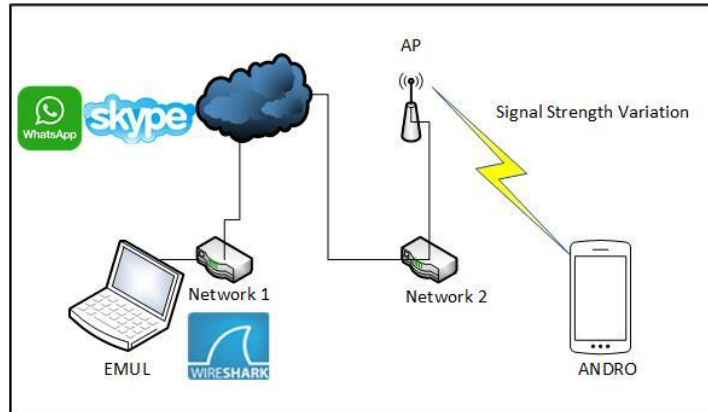 AP
WhatsApp
skype
Signal Strength Variation
Network 1
Network 2
EMUL
WIRESHARK
ANDRO